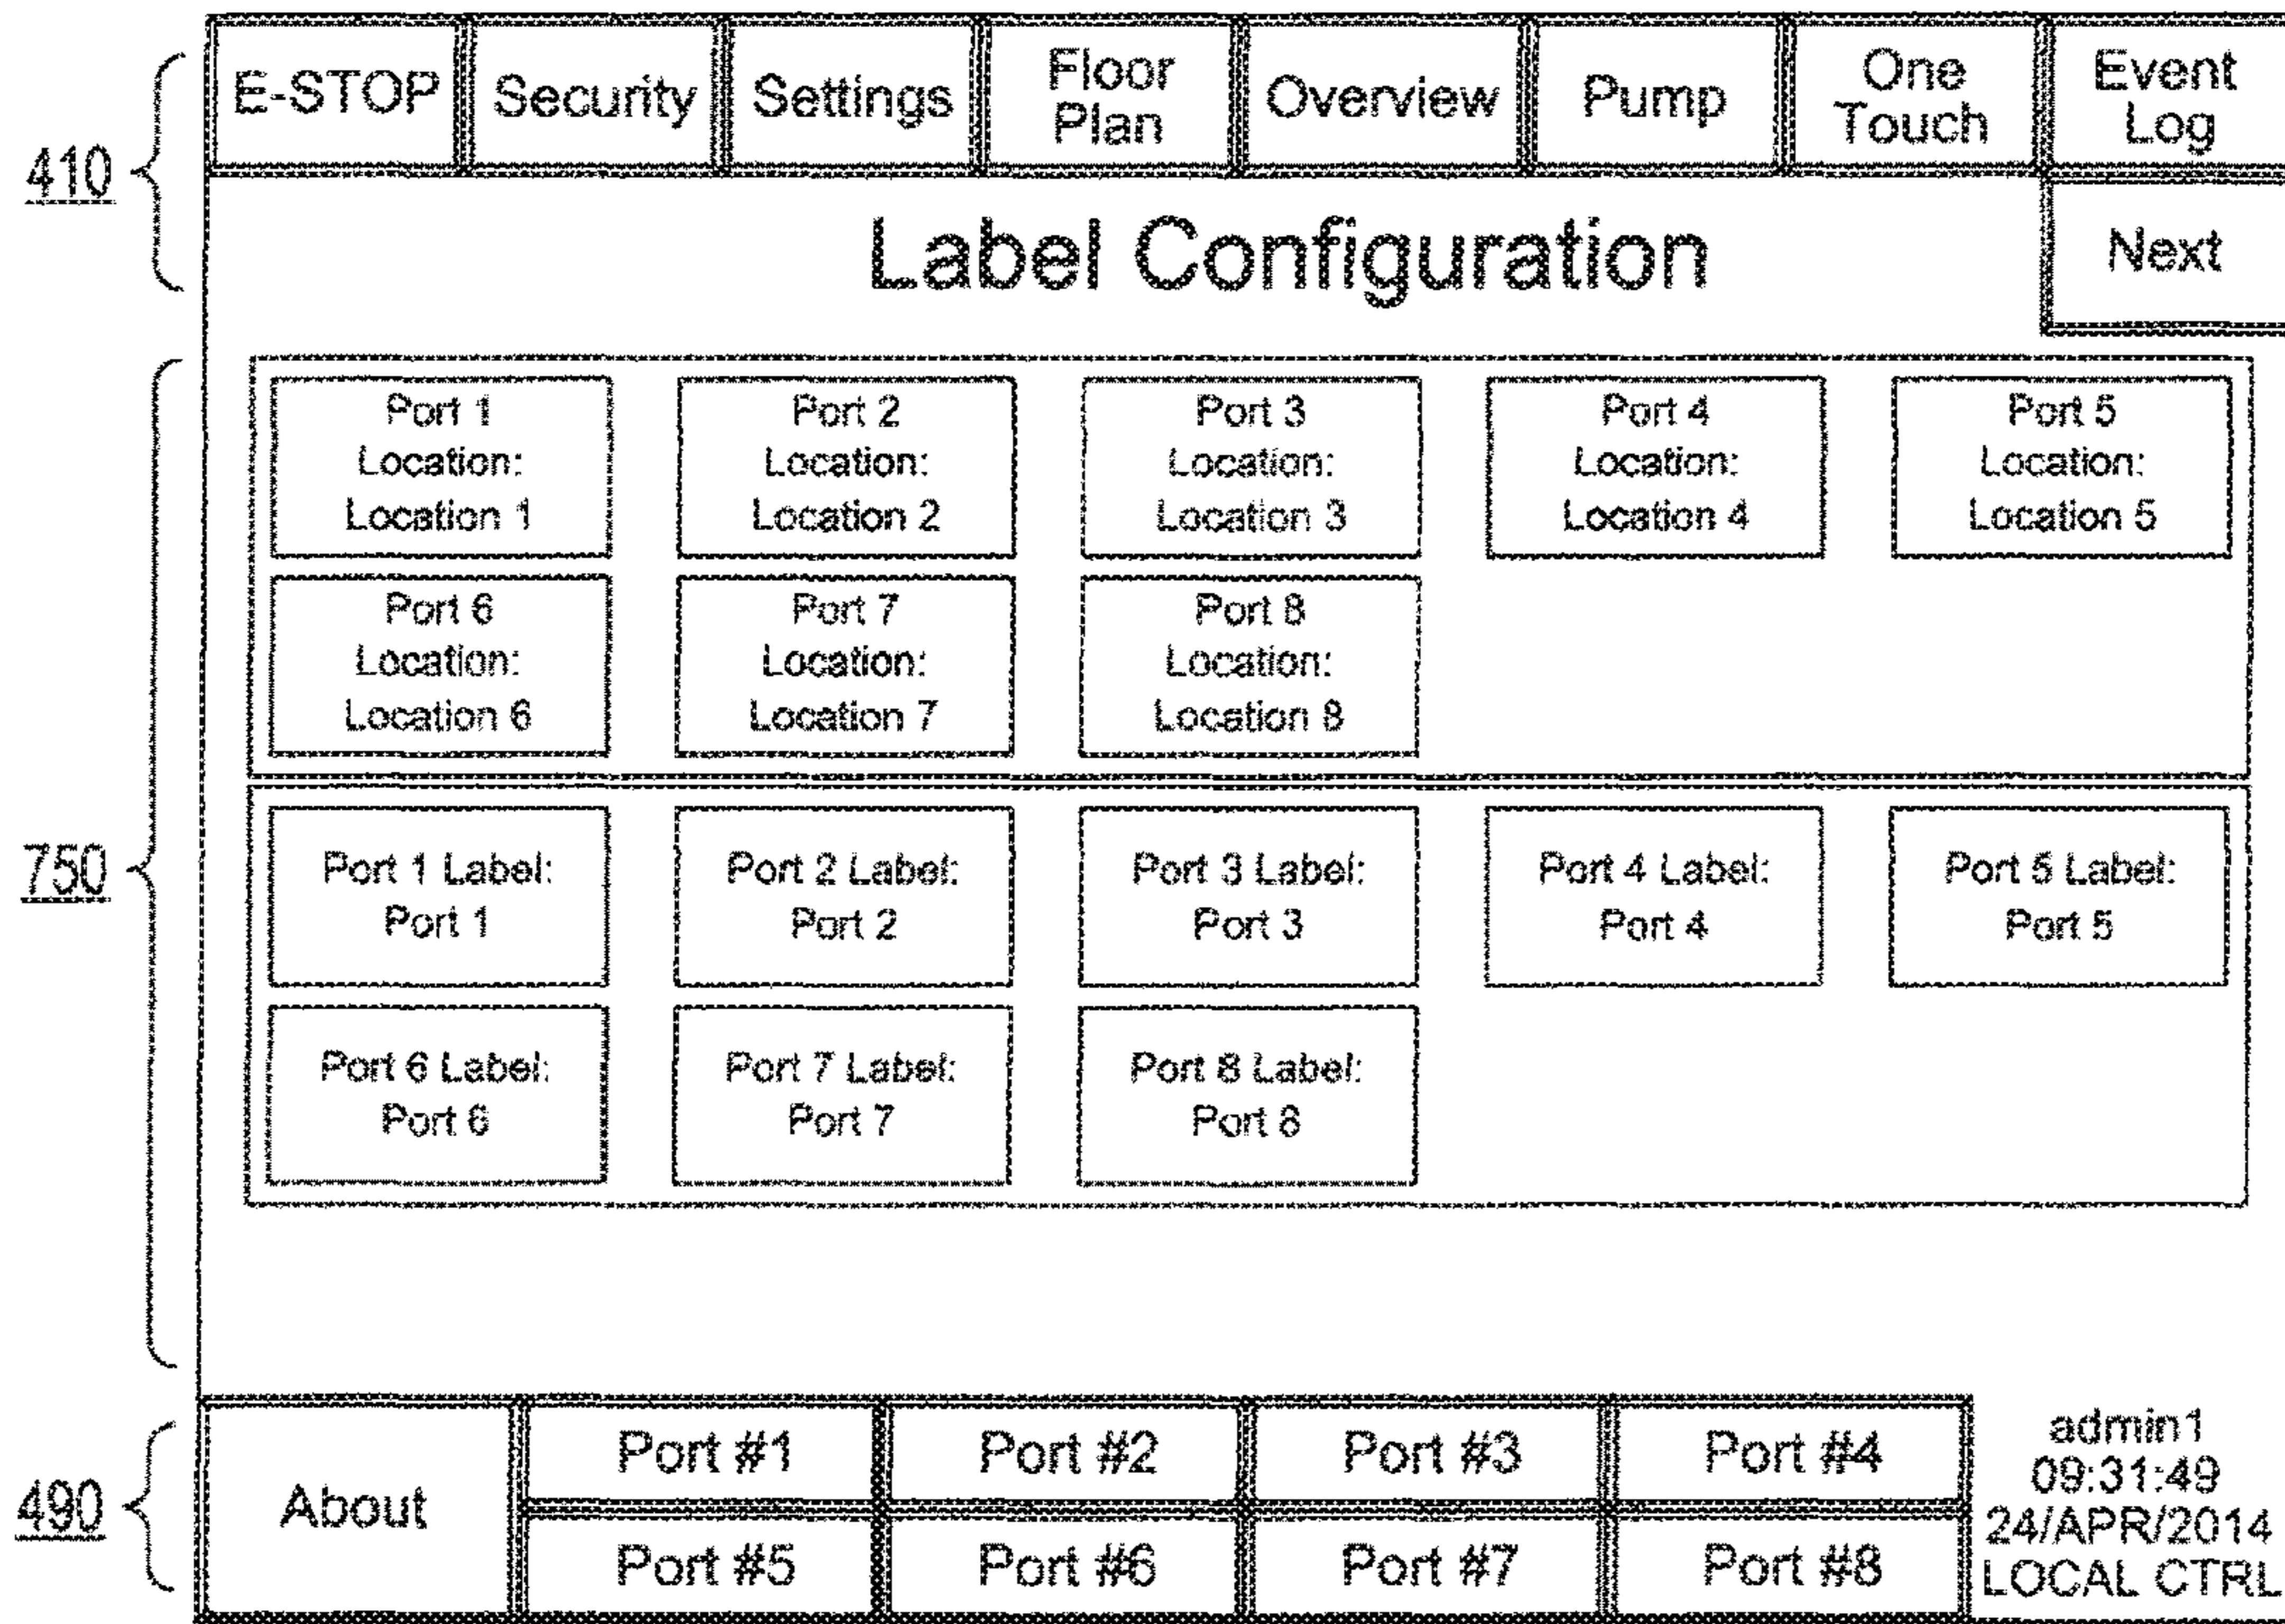 410
E-STOP Security Settings Floor Plan Overview Pump One Touch Event Log
Label Configuration Next
750
Port 1 Location: Location 1
Port 2 Location: Location 2
Port 3 Location: Location 3
Port 4 Location: Location 4
Port 5 Location: Location 5
Port 6 Location: Location 6
Port 7 Location: Location 7
Port 8 Location: Location 8
Port 1 Label: Port 1
Port 2 Label: Port 2
Port 3 Label: Port 3
Port 4 Label: Port 4
Port 5 Label: Port 5
Port 6 Label: Port 6
Port 7 Label: Port 7
Port 8 Label: Port 8
490
About
Port #1 Port #2 Port #3 Port #4
Port #5 Port #6 Port #7 Port #8
admin1
09:31:49
24/APR/2014
LOCAL CTRL